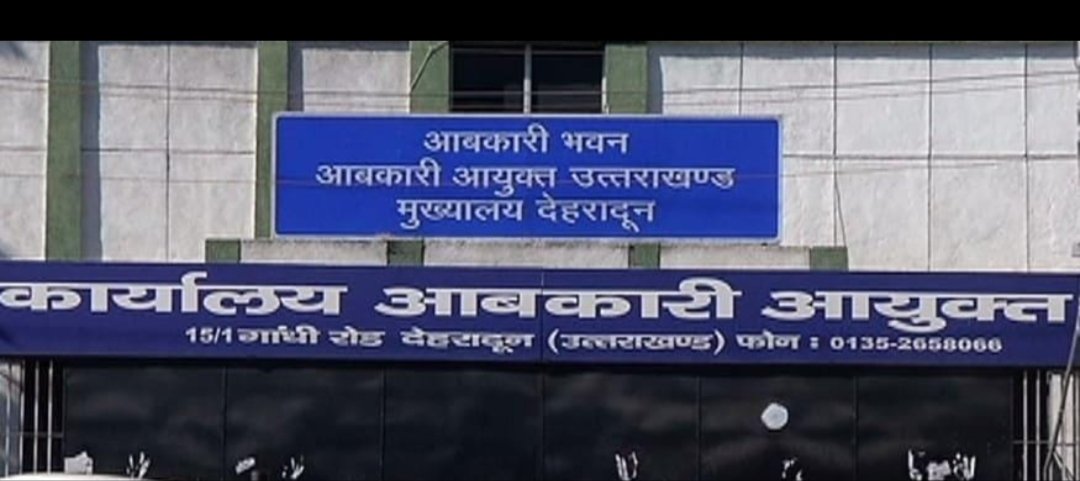 आबकारी भवन
आबकारी आयुक्त उत्तराखण्ड
मुख्यालय देहरादून
कार्यालय आबकारी आयुक्त
15/1 गांधी रोड देहरादून (उत्तराखण्ड) फोन : 0135-2658066